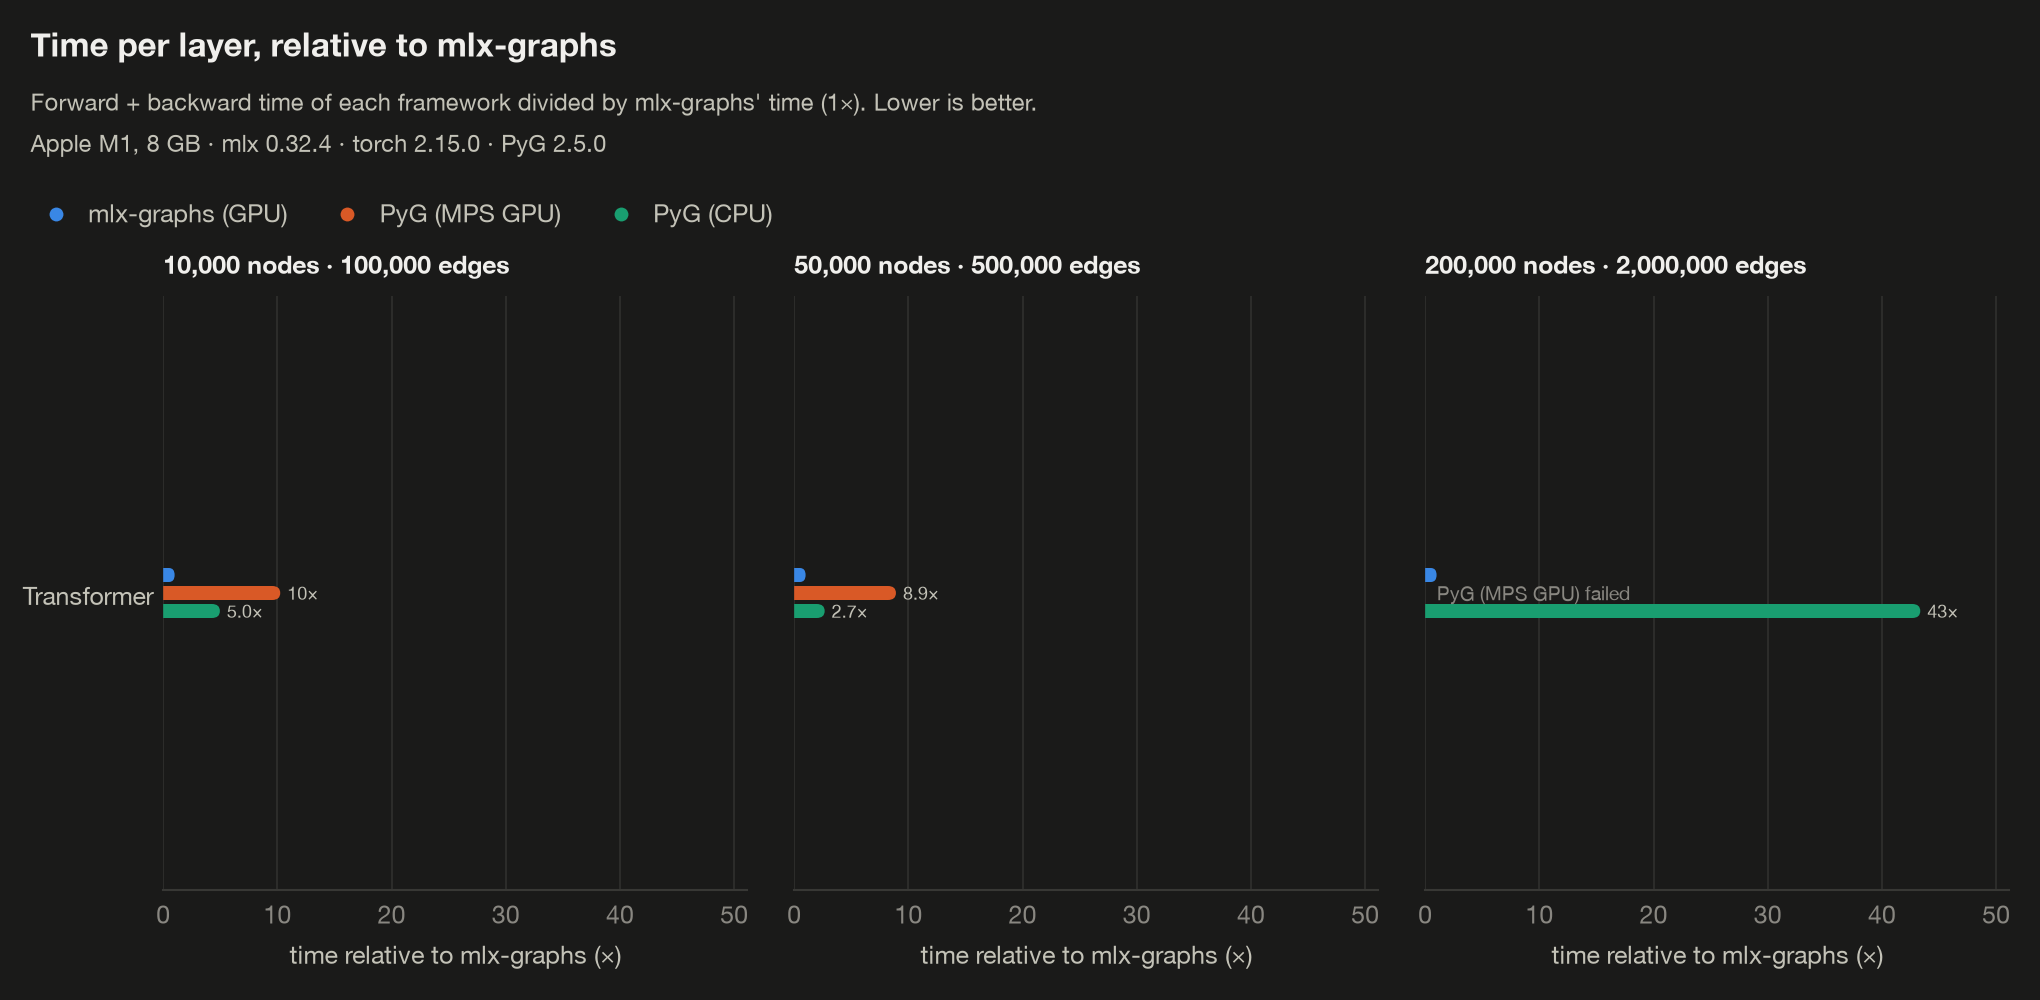 Time per layer, relative to mlx-graphs
Forward + backward time of each framework divided by mlx-graphs' time (1×). Lower is better.
Apple M1, 8 GB · mlx 0.32.4 · torch 2.15.0 · PyG 2.5.0
mlx-graphs (GPU) PyG (MPS GPU) PyG (CPU)
10,000 nodes · 100,000 edges
50,000 nodes · 500,000 edges
200,000 nodes · 2,000,000 edges
Transformer
10×
5.0×
8.9×
2.7×
PyG (MPS GPU) failed
43×
0 10 20 30 40 50
0 10 20 30 40 50
0 10 20 30 40 50
time relative to mlx-graphs (×)
time relative to mlx-graphs (×)
time relative to mlx-graphs (×)